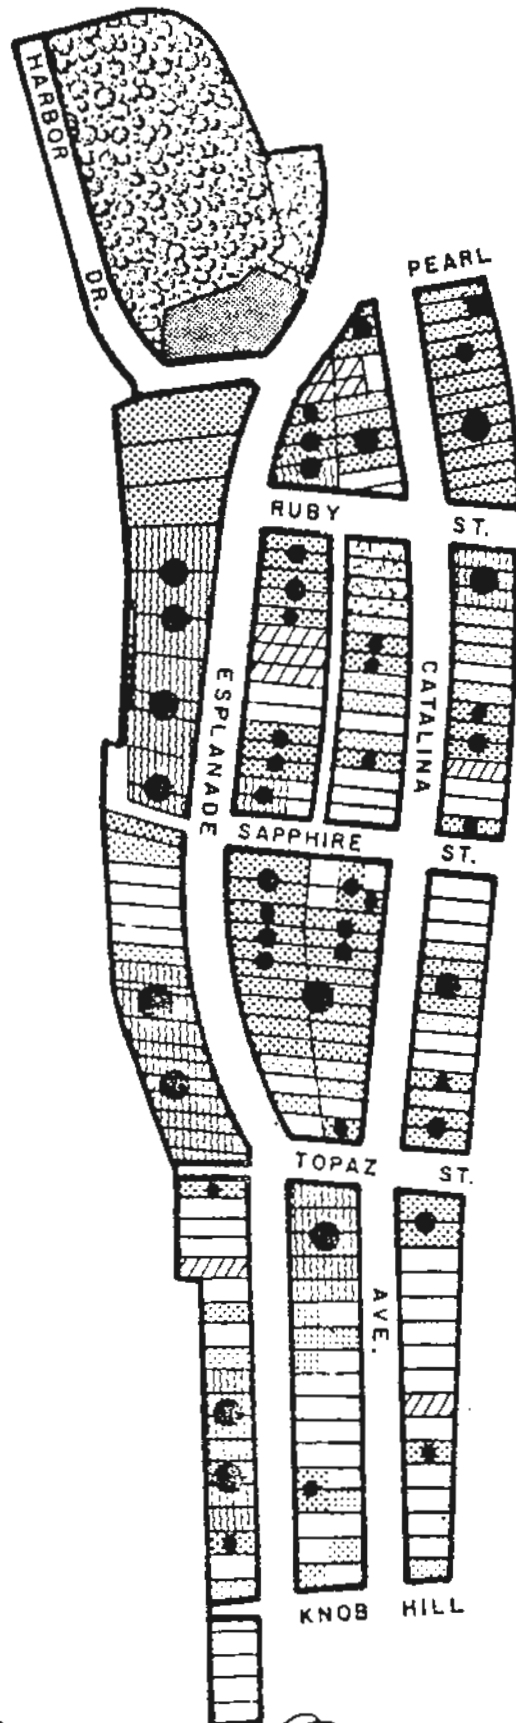 HARBOR DR.
PEARL
RUBY ST.
ESPLANADE
CATALINA
SAPPHIRE ST.
TOPAZ ST.
AVE.
KNOB HILL